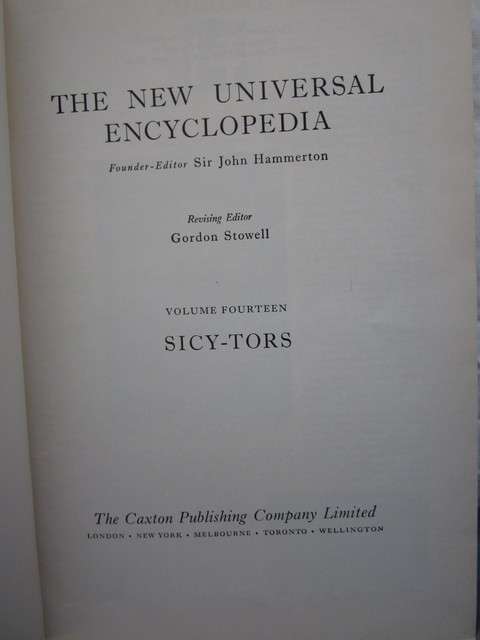 THE NEW UNIVERSAL
ENCYCLOPEDIA
Founder-Editor Sir John Hammerton
Revising Editor
Gordon Stowell
VOLUME FOURTEEN
SICY-TORS
The Caxton Publishing Company Limited
LONDON • NEW YORK • MELBOURNE • TORONTO • WELLINGTON